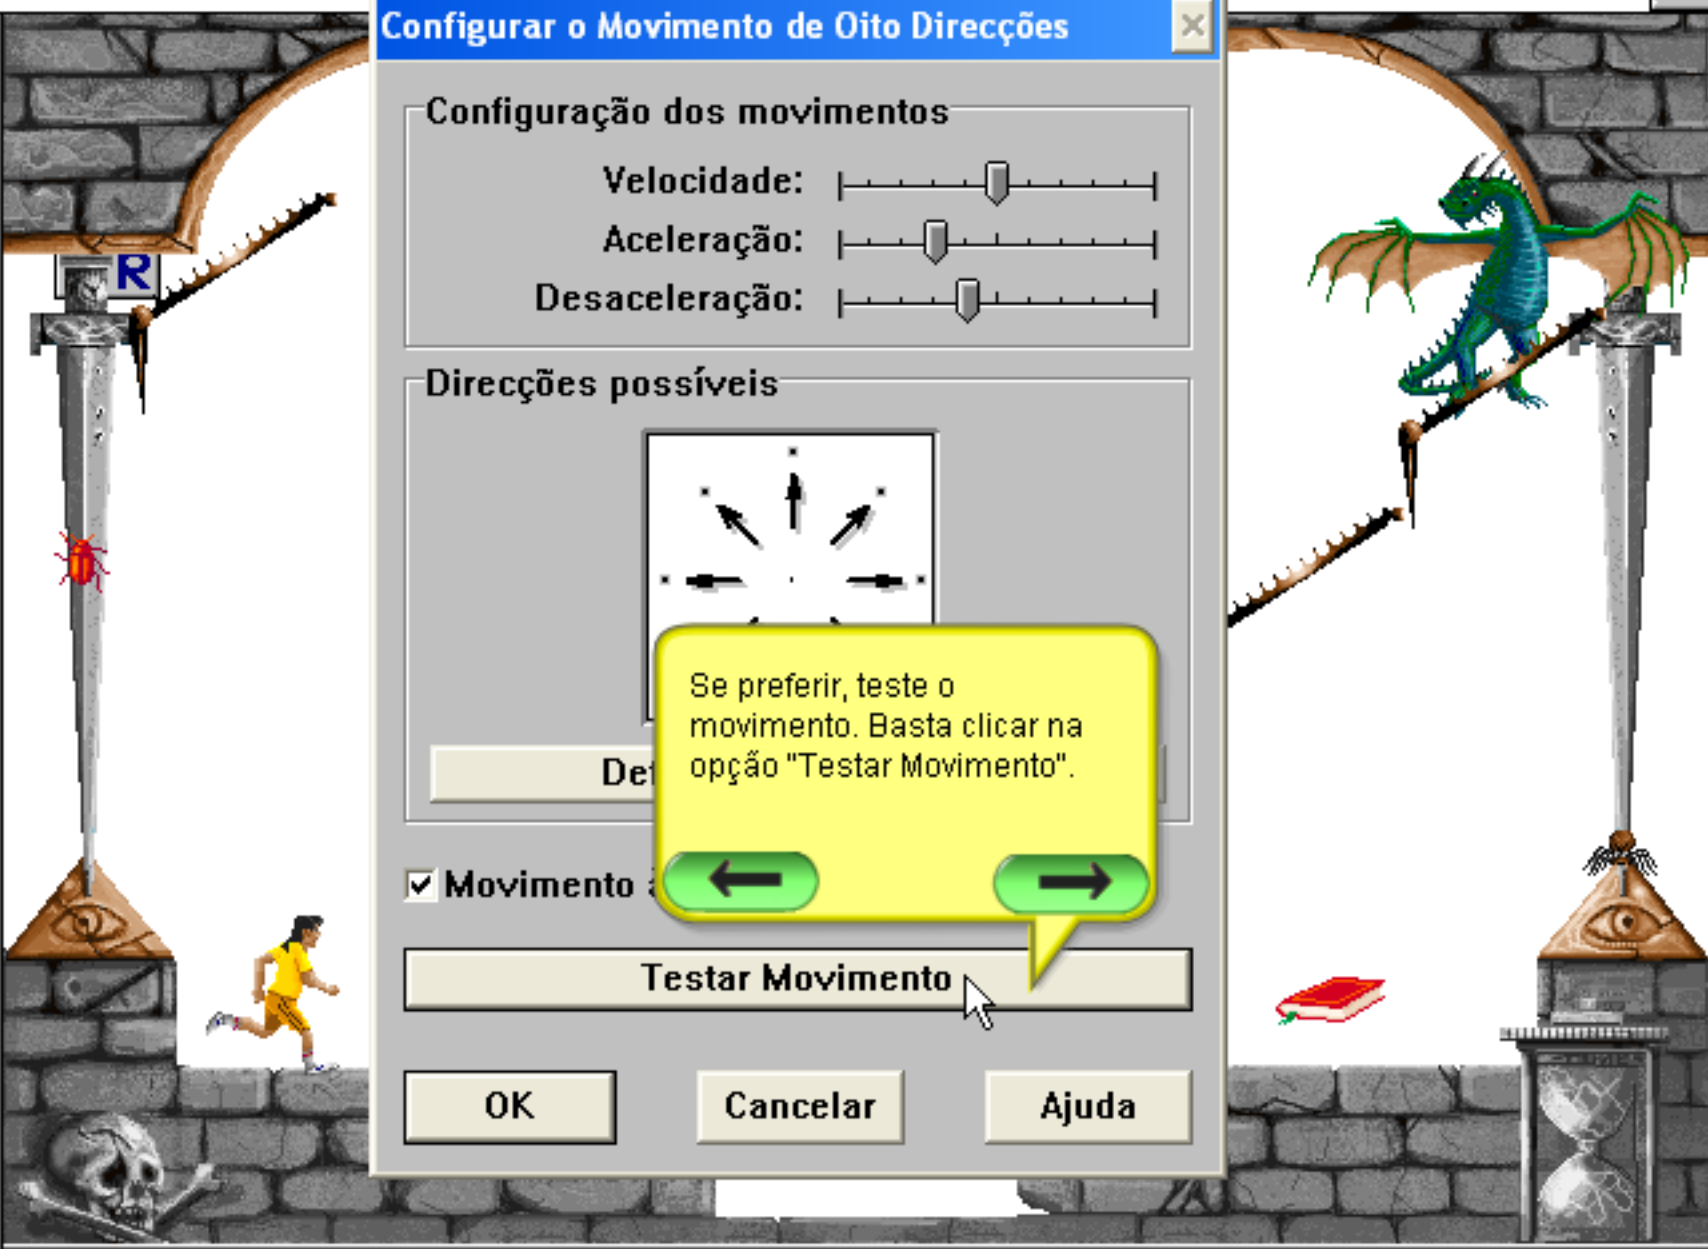 Configurar o Movimento de Oito Direcções
Configuração dos movimentos
Velocidade:
Aceleração:
Desaceleração:
R
Direcções possíveis
Se preferir, teste o
movimento. Basta clicar na
opção "Testar Movimento".
Movimento
Testar Movimento
OK
Cancelar
Ajuda